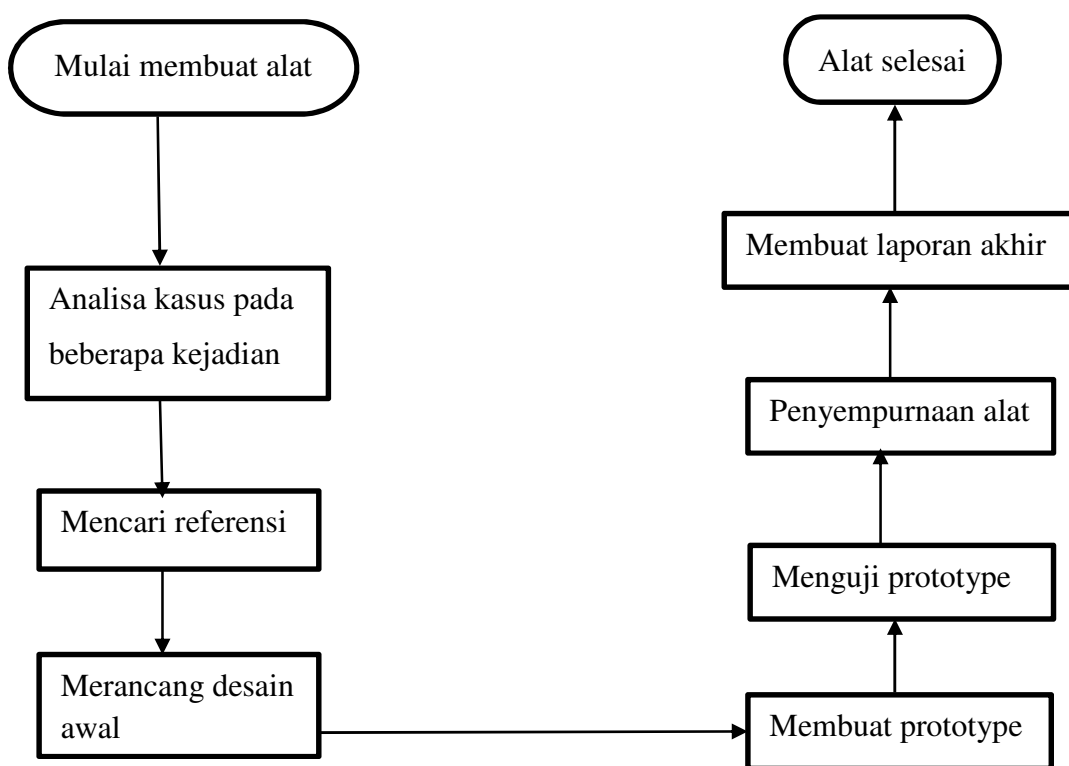 Mulai membuat alat
Analisa kasus pada
beberapa kejadian
Mencari referensi
Merancang desain
awal
Membuat prototype
Menguji prototype
Penyempurnaan alat
Membuat laporan akhir
Alat selesai